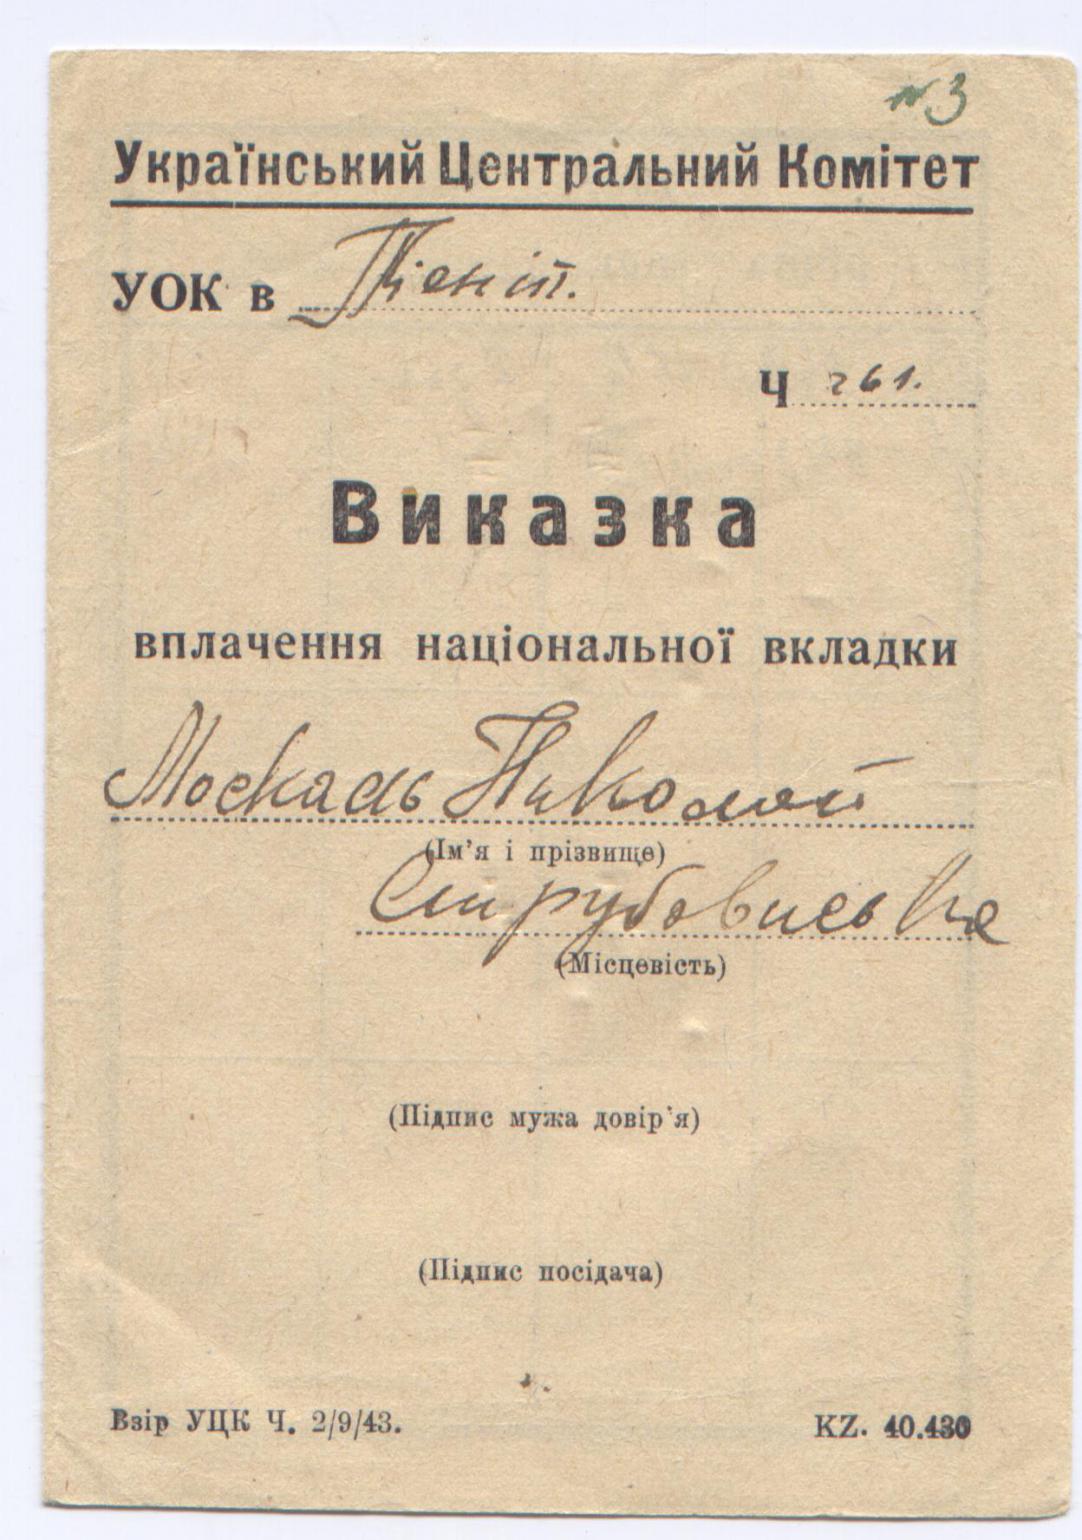 №3
Український Центральний Комітет
УОК в
Ч 261.
Виказка
вплачення національної вкладки
Москаль Николай
(Ім'я і прізвище)
(Місцевість)
(Підпис мужа довір'я)
(Підпис посідача)
Взір УЦК Ч. 2/9/43.
KZ. 40.430